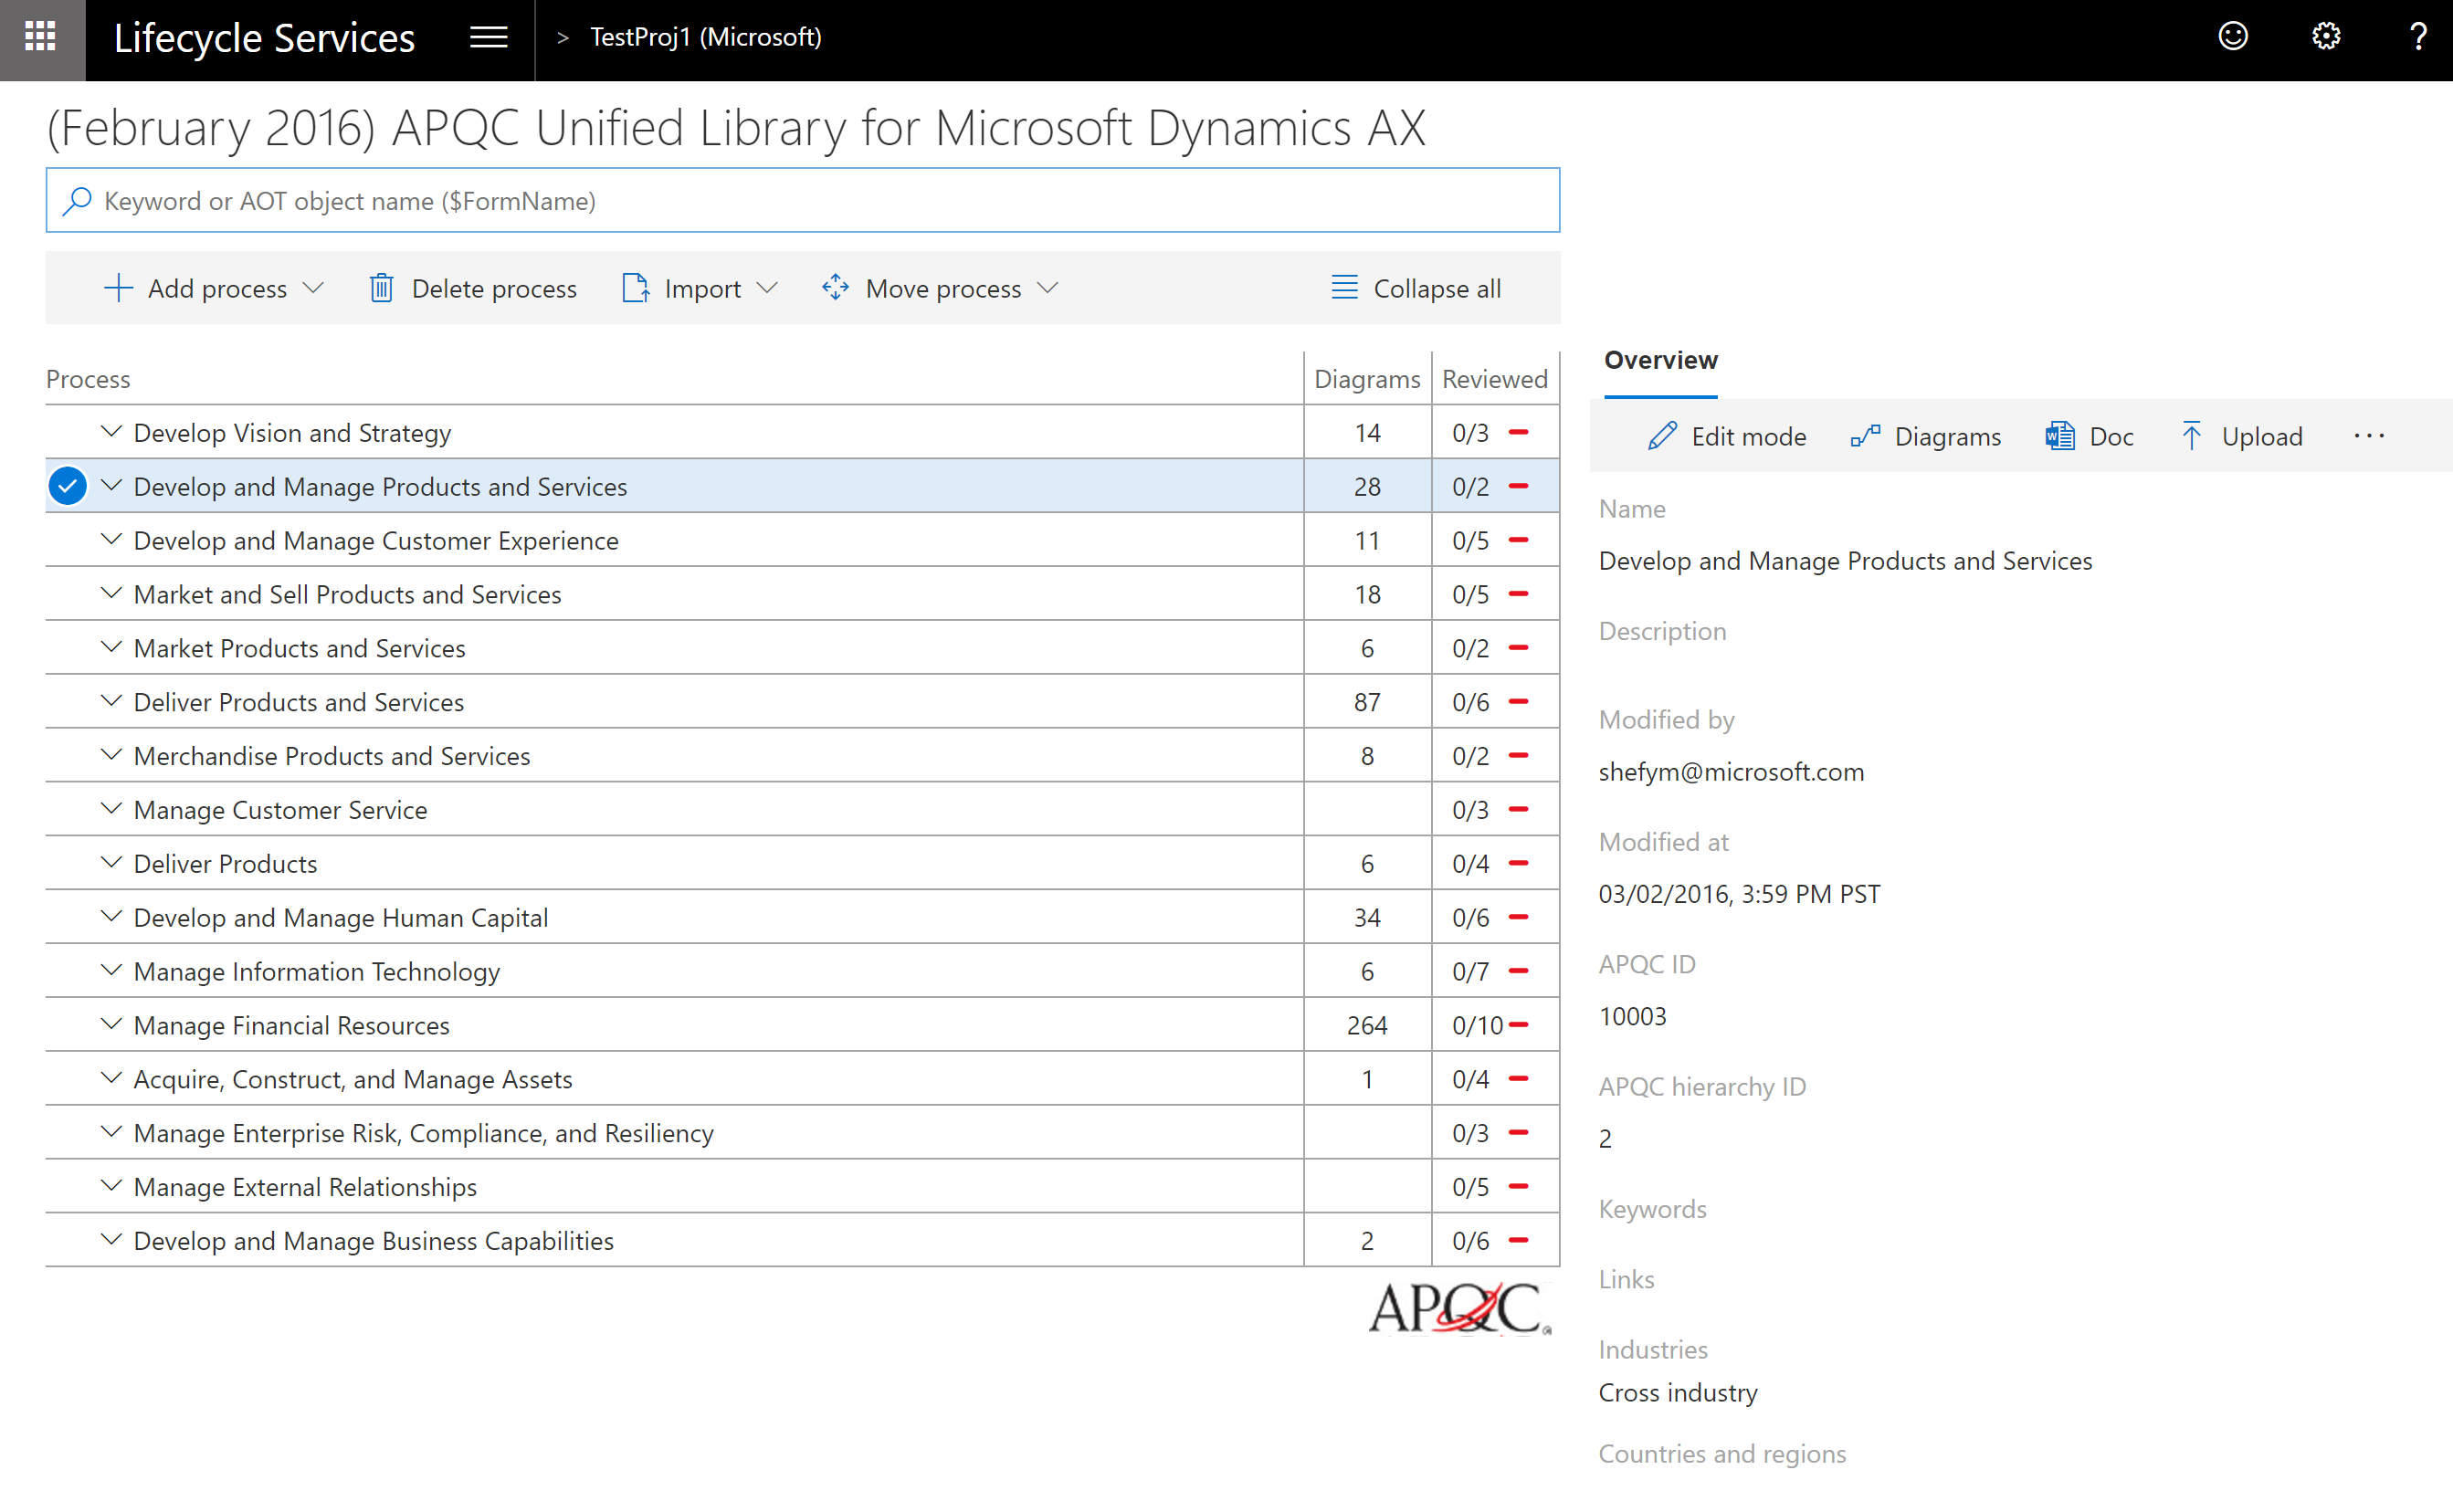 Lifecycle Services > TestProj1 (Microsoft) ?
(February 2016) APQC Unified Library for Microsoft Dynamics AX
Keyword or AOT object name ($FormName)
Add process Delete process Import Move process Collapse all
Process Diagrams Reviewed
Develop Vision and Strategy 14 0/3
Develop and Manage Products and Services 28 0/2
Develop and Manage Customer Experience 11 0/5
Market and Sell Products and Services 18 0/5
Market Products and Services 6 0/2
Deliver Products and Services 87 0/6
Merchandise Products and Services 8 0/2
Manage Customer Service 0/3
Deliver Products 6 0/4
Develop and Manage Human Capital 34 0/6
Manage Information Technology 6 0/7
Manage Financial Resources 264 0/10
Acquire, Construct, and Manage Assets 1 0/4
Manage Enterprise Risk, Compliance, and Resiliency 0/3
Manage External Relationships 0/5
Develop and Manage Business Capabilities 2 0/6
APQC®
Overview
Edit mode Diagrams Doc Upload ...
Name
Develop and Manage Products and Services
Description
Modified by
shefym@microsoft.com
Modified at
03/02/2016, 3:59 PM PST
APQC ID
10003
APQC hierarchy ID
2
Keywords
Links
Industries
Cross industry
Countries and regions